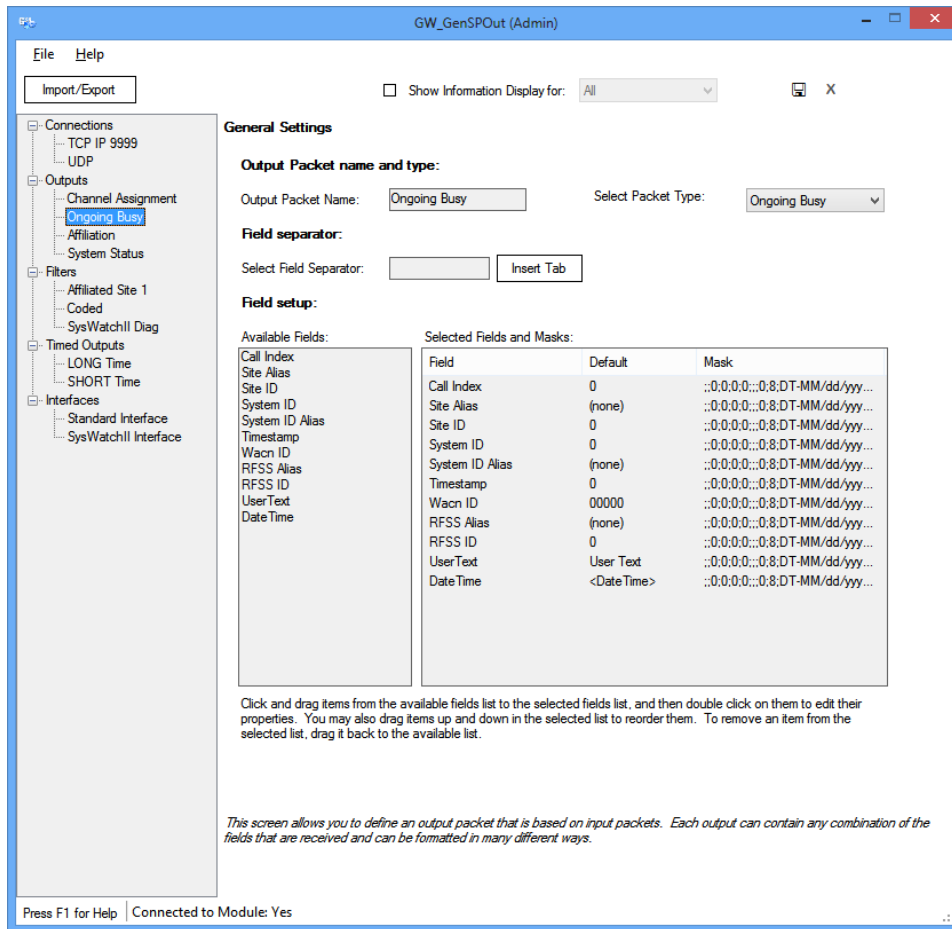 GW_GenSPOut (Admin)
File Help
Import/Export
Show Information Display for: All
X
Connections
TCP IP 9999
UDP
Outputs
Channel Assignment
Ongoing Busy
Affiliation
System Status
Filters
Affiliated Site 1
Coded
SysWatchII Diag
Timed Outputs
LONG Time
SHORT Time
Interfaces
Standard Interface
SysWatchII Interface
General Settings
Output Packet name and type:
Output Packet Name: Ongoing Busy Select Packet Type: Ongoing Busy
Field separator:
Select Field Separator: Insert Tab
Field setup:
Available Fields:
Call Index
Site Alias
Site ID
System ID
System ID Alias
Timestamp
Wacn ID
RFSS Alias
RFSS ID
UserText
DateTime
Selected Fields and Masks:
Field Default Mask
Call Index 0 ;;0;0;0;0;;;0;8;DT-MM/dd/yyy...
Site Alias (none) ;;0;0;0;0;;;0;8;DT-MM/dd/yyy...
Site ID 0 ;;0;0;0;0;;;0;8;DT-MM/dd/yyy...
System ID 0 ;;0;0;0;0;;;0;8;DT-MM/dd/yyy...
System ID Alias (none) ;;0;0;0;0;;;0;8;DT-MM/dd/yyy...
Timestamp 0 ;;0;0;0;0;;;0;8;DT-MM/dd/yyy...
Wacn ID 00000 ;;0;0;0;0;;;0;8;DT-MM/dd/yyy...
RFSS Alias (none) ;;0;0;0;0;;;0;8;DT-MM/dd/yyy...
RFSS ID 0 ;;0;0;0;0;;;0;8;DT-MM/dd/yyy...
UserText User Text ;;0;0;0;0;;;0;8;DT-MM/dd/yyy...
DateTime <DateTime> ;;0;0;0;0;;;0;8;DT-MM/dd/yyy...
Click and drag items from the available fields list to the selected fields list, and then double click on them to edit their
properties. You may also drag items up and down in the selected list to reorder them. To remove an item from the
selected list, drag it back to the available list.
This screen allows you to define an output packet that is based on input packets. Each output can contain any combination of the
fields that are received and can be formatted in many different ways.
Press F1 for Help Connected to Module: Yes